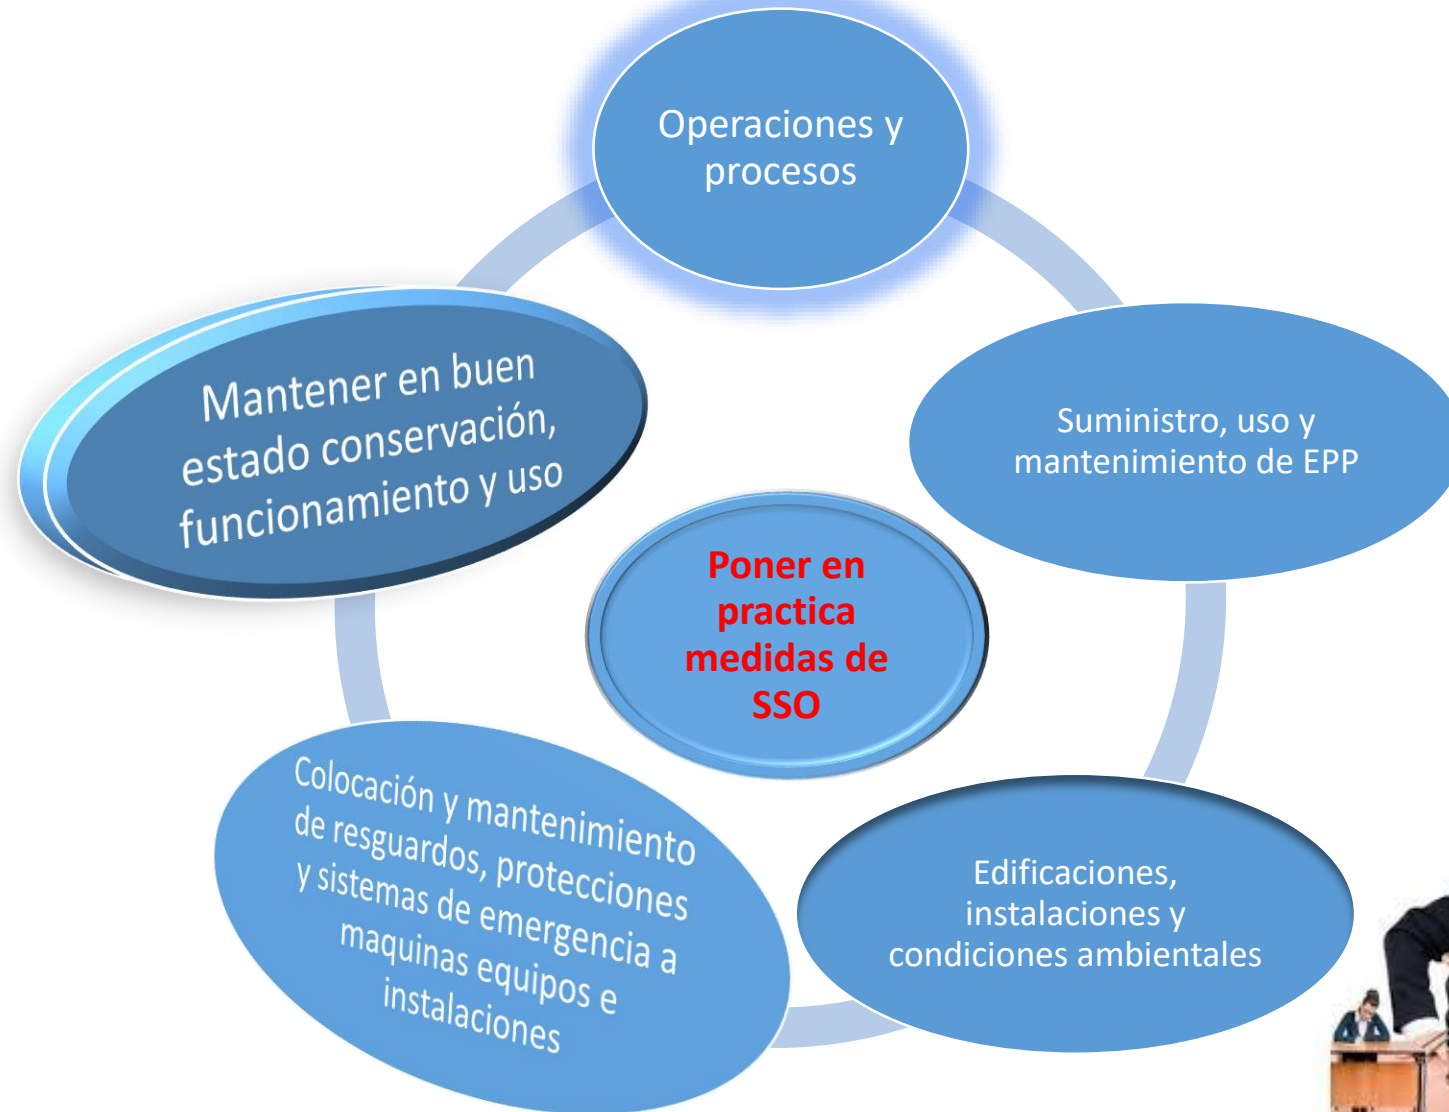 Operaciones y
procesos
Suministro, uso y
mantenimiento de EPP
Edificaciones,
instalaciones y
condiciones ambientales
Colocación y mantenimiento
de resguardos, protecciones
y sistemas de emergencia a
maquinas equipos e
instalaciones
Mantener en buen
estado conservación,
funcionamiento y uso
Poner en
practica
medidas de
SSO